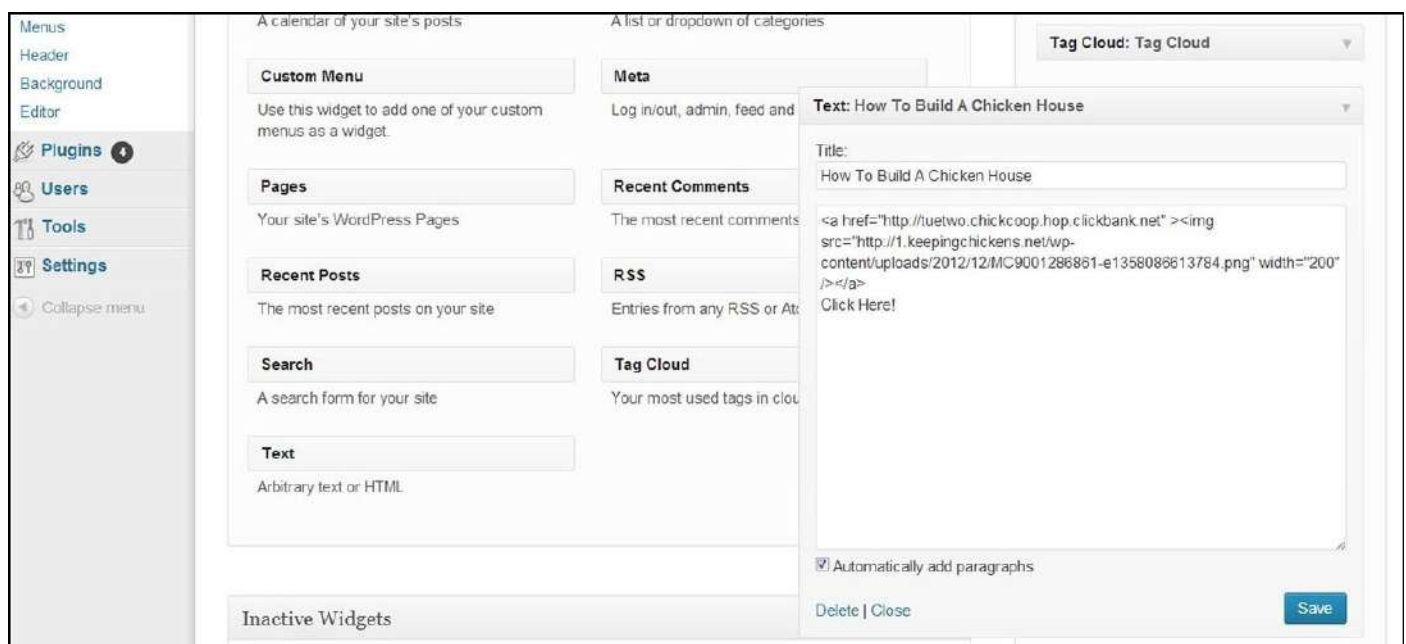 Menus
Header
Background
Editor
Plugins 4
Users
Tools
Settings
Collapse menu
A calendar of your site's posts
A list or dropdown of categories
Custom Menu
Use this widget to add one of your custom
menus as a widget.
Meta
Log in/out, admin, feed and
Pages
Your site's WordPress Pages
Recent Comments
The most recent comments
Recent Posts
The most recent posts on your site
RSS
Entries from any RSS or Ato
Search
A search form for your site
Tag Cloud
Your most used tags in clou
Text
Arbitrary text or HTML
Inactive Widgets
Tag Cloud: Tag Cloud
Text: How To Build A Chicken House
Title:
How To Build A Chicken House
<a href="http://tuetwo.chickcoop.hop.clickbank.net" ><img
src="http://1.keepingchickens.net/wp-
content/uploads/2012/12/MC9001286861-e1358086613784.png" width="200"
/></a>
Click Here!
Automatically add paragraphs
Delete | Close
Save